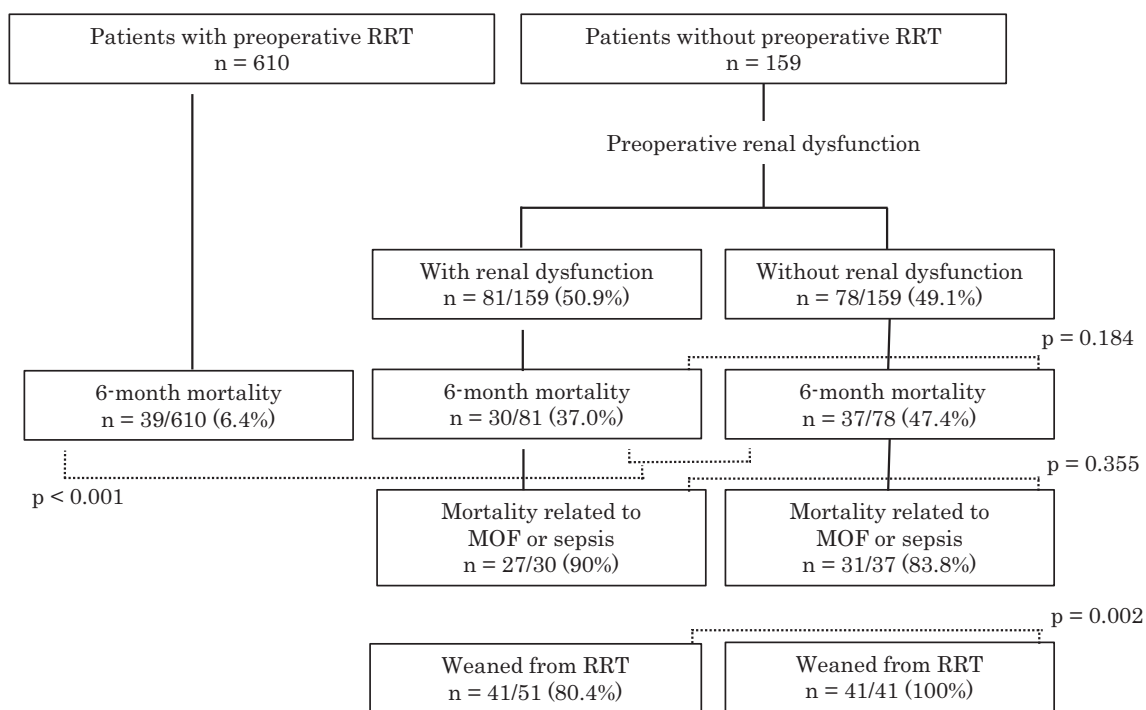 Patients with preoperative RRT
n = 610
Patients without preoperative RRT
n = 159
Preoperative renal dysfunction
With renal dysfunction
n = 81/159 (50.9%)
Without renal dysfunction
n = 78/159 (49.1%)
p = 0.184
6-month mortality
n = 39/610 (6.4%)
6-month mortality
n = 30/81 (37.0%)
6-month mortality
n = 37/78 (47.4%)
p < 0.001
p = 0.355
Mortality related to
MOF or sepsis
n = 27/30 (90%)
Mortality related to
MOF or sepsis
n = 31/37 (83.8%)
p = 0.002
Weaned from RRT
n = 41/51 (80.4%)
Weaned from RRT
n = 41/41 (100%)